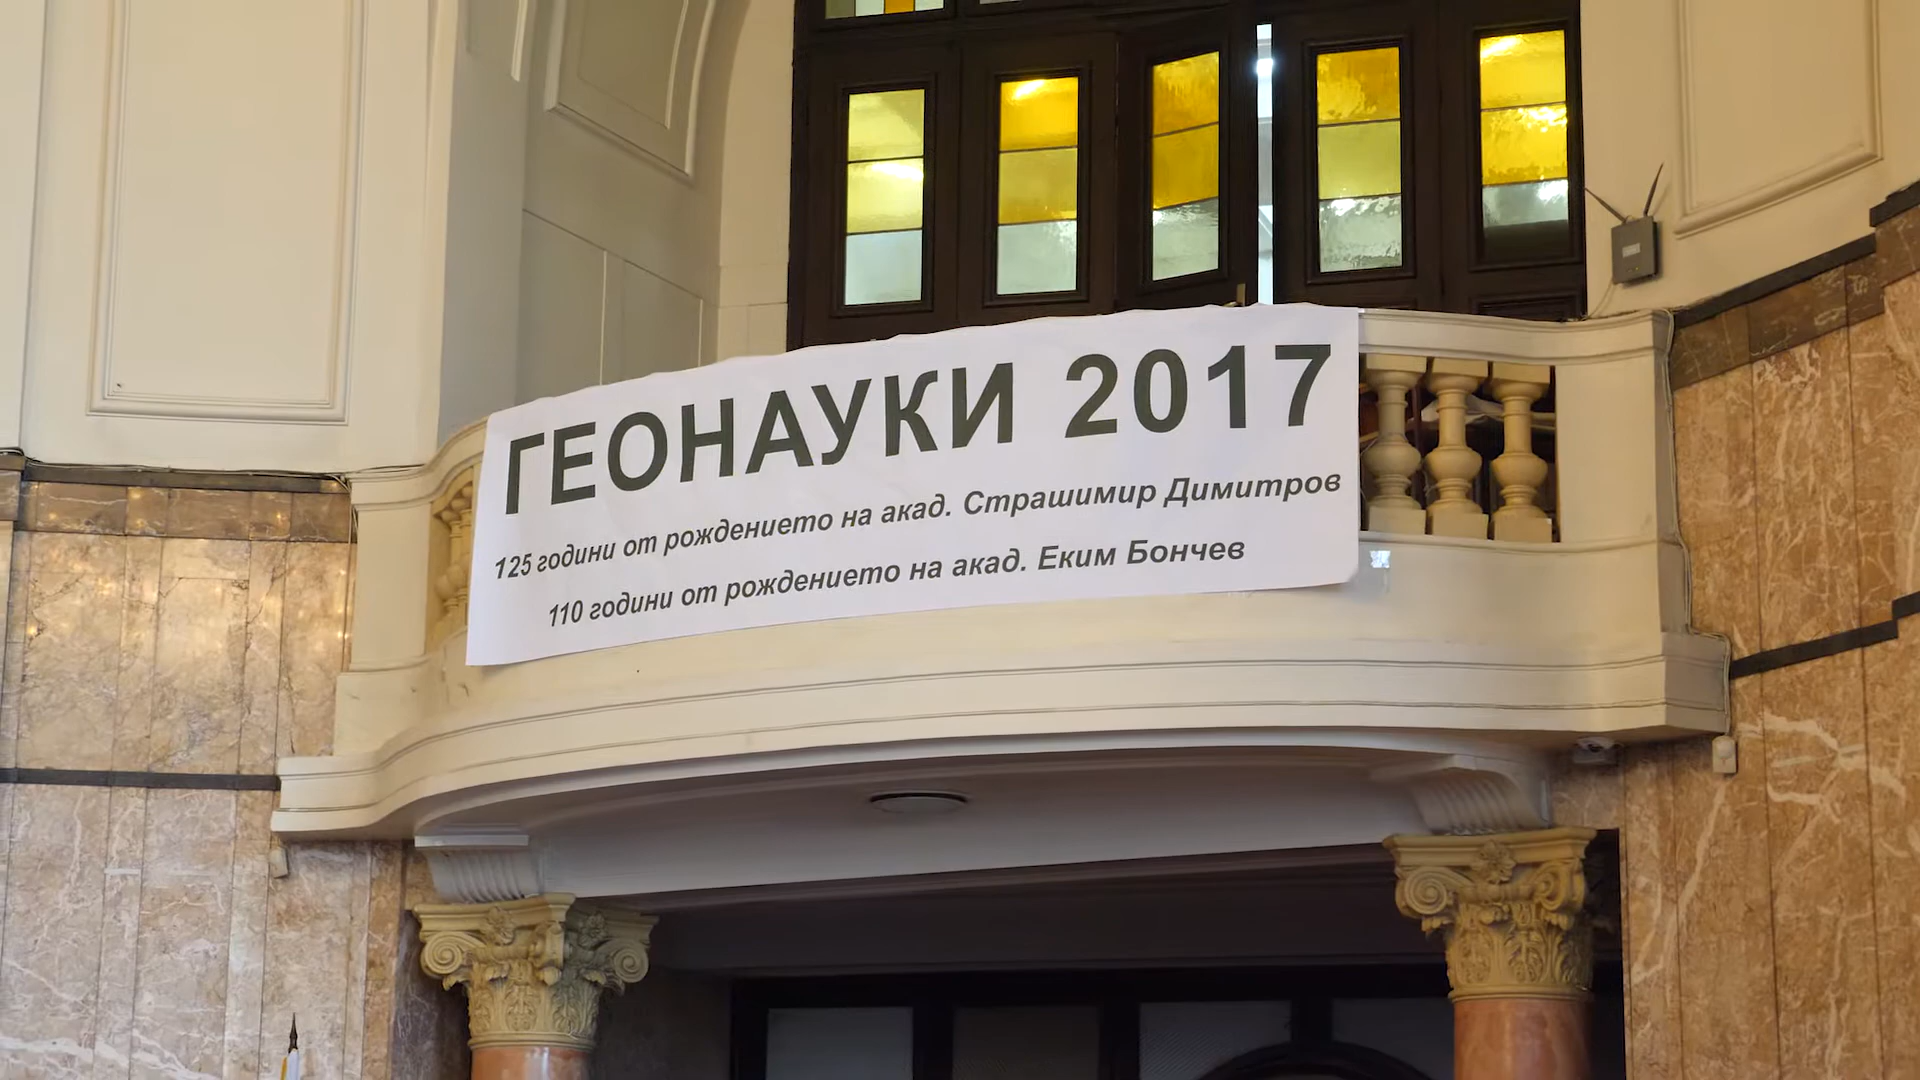 ГЕОНАУКИ 2017
125 години от рождението на акад. Страшимир Димитров
110 години от рождението на акад. Еким Бончев